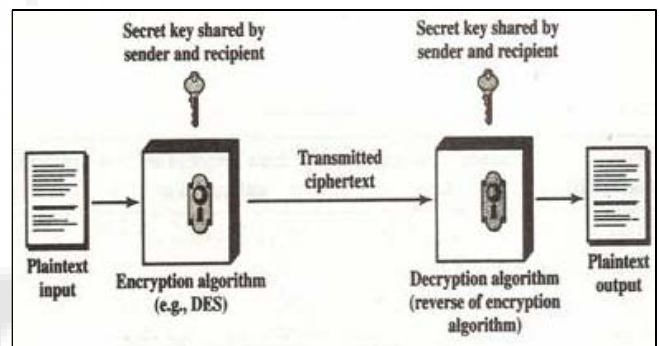 Secret key shared by
sender and recipient
Secret key shared by
sender and recipient
Transmitted
ciphertext
Plaintext
input
Encryption algorithm
(e.g., DES)
Decryption algorithm
(reverse of encryption
algorithm)
Plaintext
output